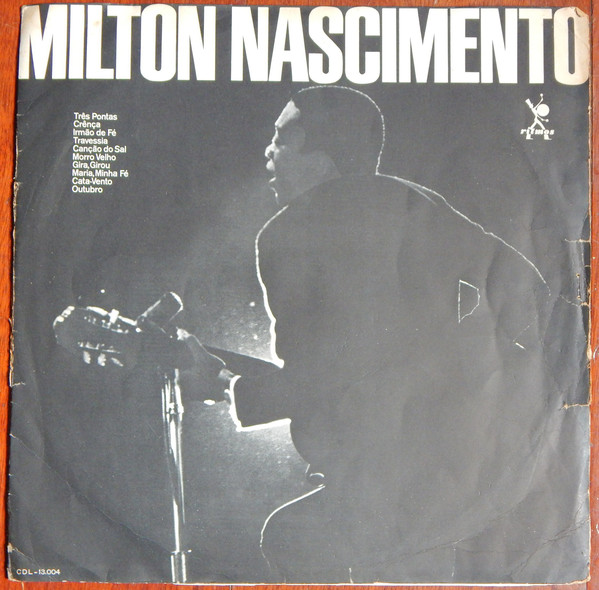 MILTON NASCIMENTO
ritmos
Três Pontas
Crênça
Irmão de Fé
Travessia
Canção do Sal
Morro Velho
Gira, Girou
Maria, Minha Fé
Cata-Vento
Outubro
CDL-13.004